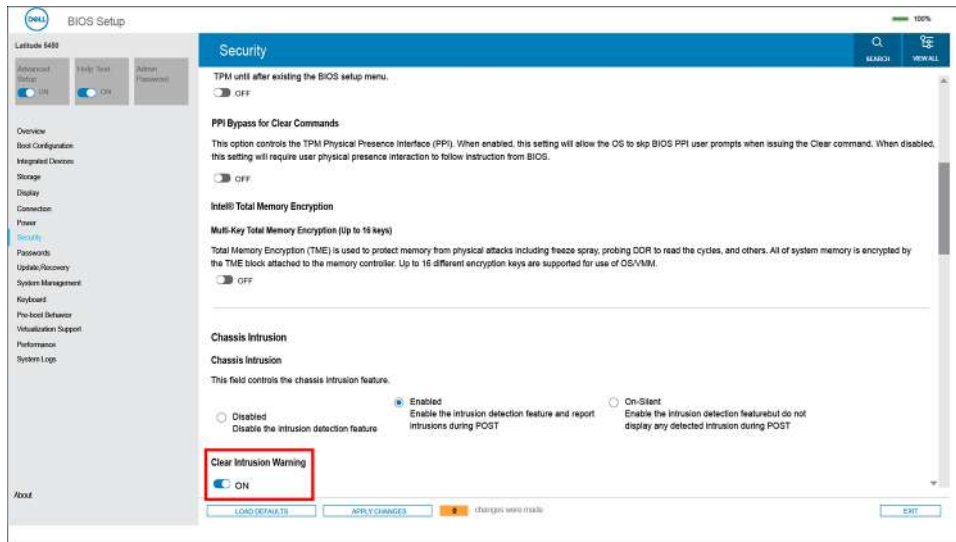 DELL
BIOS Setup
100%
Latitude 5400
Advanced
Setup
ON
Help Text
ON
Admin
Password
Security
SEARCH
VIEW ALL
TPM until after existing the BIOS setup menu.
OFF
PPI Bypass for Clear Commands
This option controls the TPM Physical Presence Interface (PPI). When enabled, this setting will allow the OS to skp BIOS PPI user prompts when issuing the Clear command. When disabled,
this setting will require user physical presence interaction to follow instruction from BIOS.
OFF
Intel® Total Memory Encryption
Multi-Key Total Memory Encryption (Up to 16 keys)
Total Memory Encryption (TME) is used to protect memory from physical attacks including freeze spray, probing DDR to read the cycles, and others. All of system memory is encrypted by
the TME block attached to the memory controller. Up to 16 different encryption keys are supported for use of OS/VMM.
OFF
Overview
Boot Configuration
Integrated Devices
Storage
Display
Connection
Power
Security
Passwords
Update,Recovery
System Management
Keyboard
Pre-boot Behavior
Virtualization Support
Performance
System Logs
Chassis Intrusion
Chassis Intrusion
This field controls the chassis intrusion feature.
Disabled
Disable the intrusion detection feature
Enabled
Enable the intrusion detection feature and report
intrusions during POST
On-Silent
Enable the intrusion detection featurebut do not
display any detected intrusion during POST
Clear Intrusion Warning
ON
About
LOAD DEFAULTS
APPLY CHANGES
changes were made
EXIT